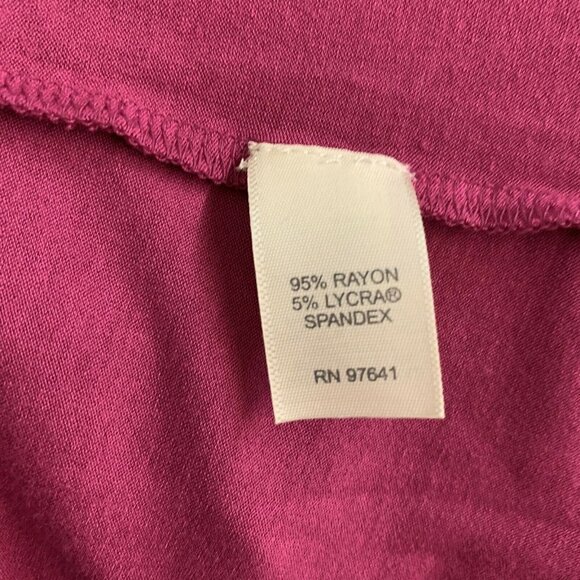 95% RAYON
5% LYCRA®
SPANDEX
RN 97641